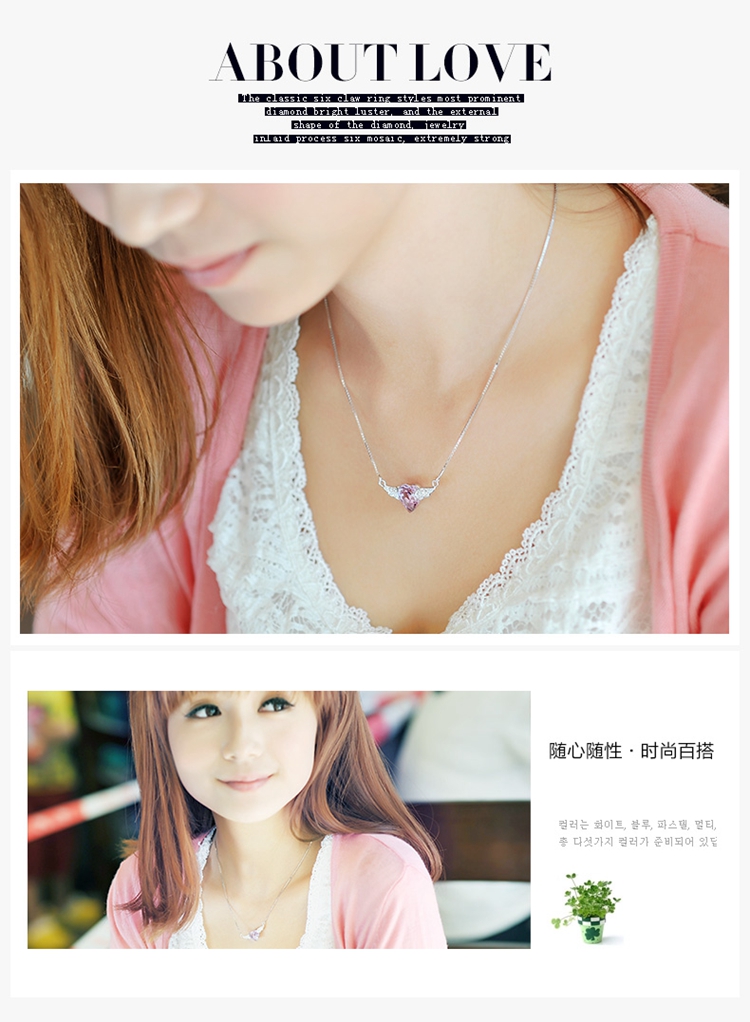 ABOUT LOVE
The classic six claw ring styles most prominent
diamond bright luster, and the external
shape of the diamond, jewelry
inlaid process six mosaic, extremely strong
随心随性·时尚百搭
컬러는 화이트, 블루, 파스텔, 멀티,
총 다섯가지 컬러가 준비되어 있답